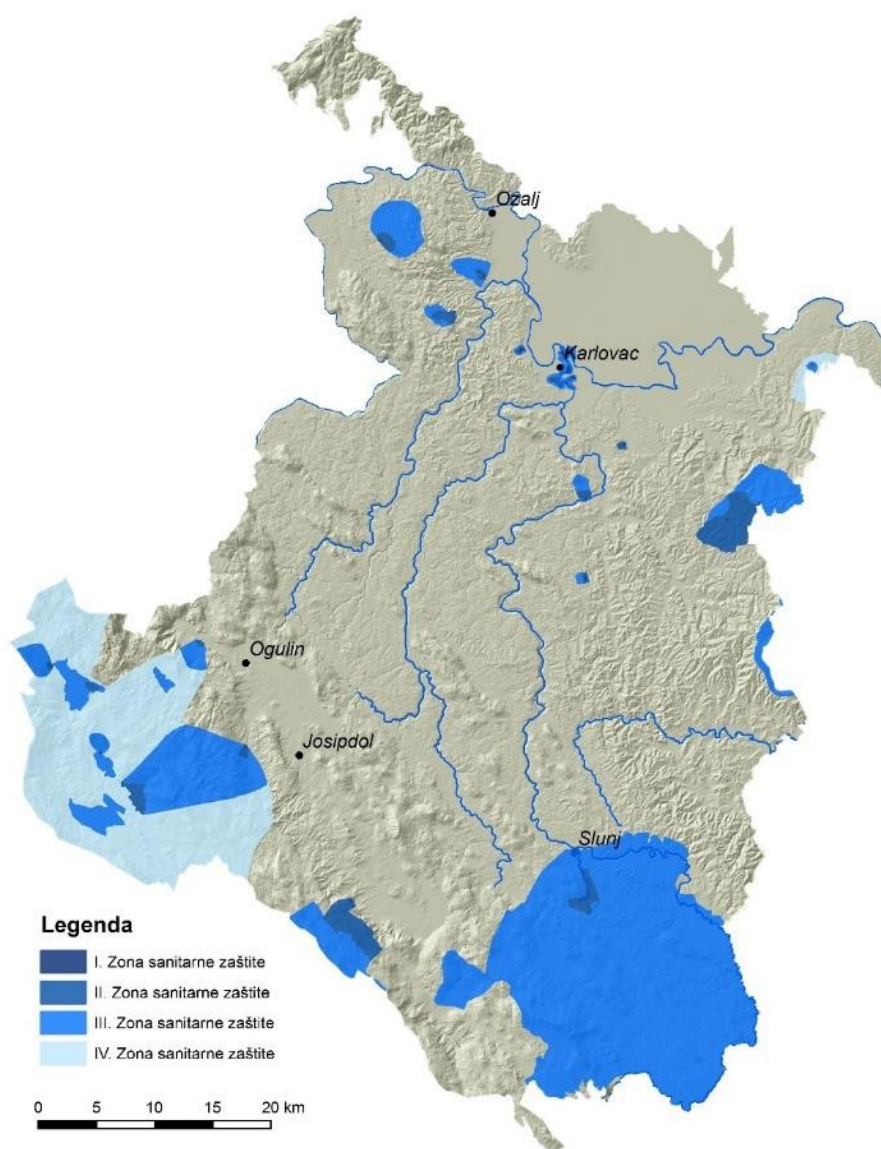 Ozalj
Karlovac
Ogulin
Josipdol
Slunj
Legenda
I. Zona sanitarne zaštite
II. Zona sanitarne zaštite
III. Zona sanitarne zaštite
IV. Zona sanitarne zaštite
0 5 10 15 20 km